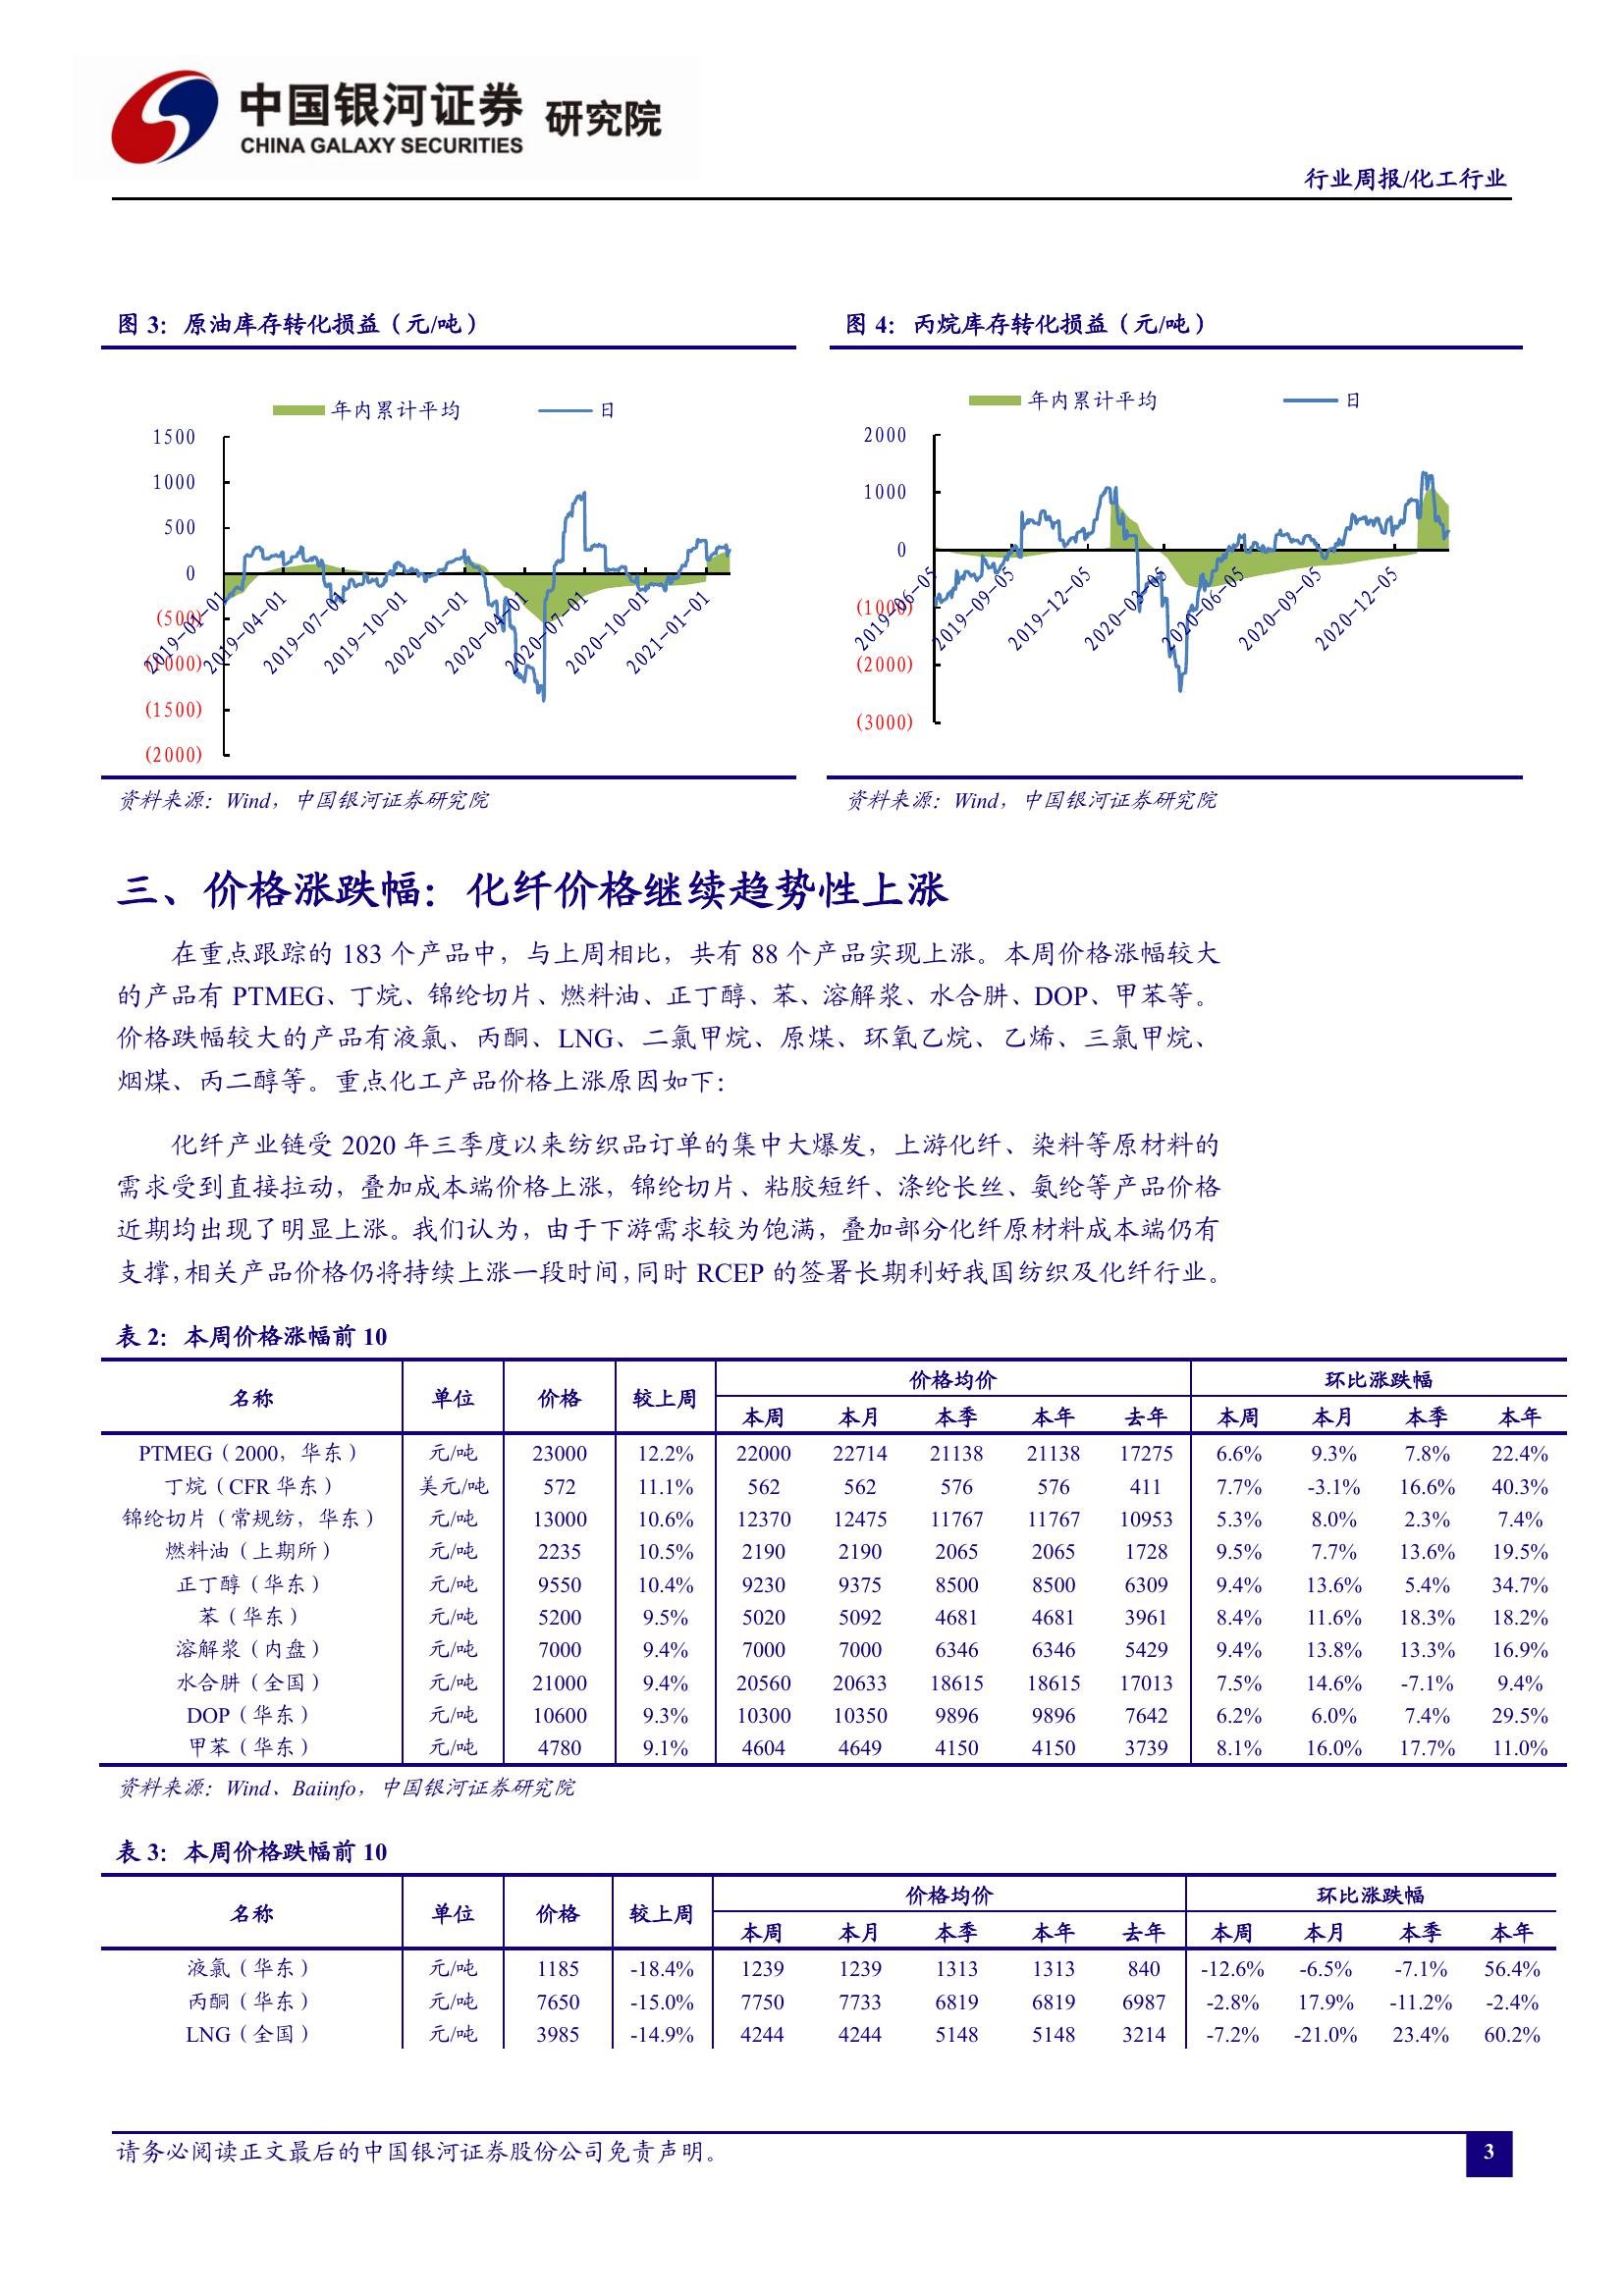 中国银河证券 研究院
CHINA GALAXY SECURITIES
行业周报/化工行业
图 3：原油库存转化损益（元/吨）
年内累计平均 日
1500
1000
500
0
(500)
(1000)
(1500)
(2000)
2019-01-01 2019-04-01 2019-07-01 2019-10-01 2020-01-01 2020-04-01 2020-07-01 2020-10-01 2021-01-01
资料来源：Wind，中国银河证券研究院
图 4：丙烷库存转化损益（元/吨）
年内累计平均 日
2000
1000
0
(1000)
(2000)
(3000)
2019-06-05 2019-09-05 2019-12-05 2020-03-05 2020-06-05 2020-09-05 2020-12-05
资料来源：Wind，中国银河证券研究院
三、价格涨跌幅：化纤价格继续趋势性上涨
在重点跟踪的 183 个产品中，与上周相比，共有 88 个产品实现上涨。本周价格涨幅较大
的产品有 PTMEG、丁烷、锦纶切片、燃料油、正丁醇、苯、溶解浆、水合肼、DOP、甲苯等。
价格跌幅较大的产品有液氯、丙酮、LNG、二氯甲烷、原煤、环氧乙烷、乙烯、三氯甲烷、
烟煤、丙二醇等。重点化工产品价格上涨原因如下：
化纤产业链受 2020 年三季度以来纺织品订单的集中大爆发，上游化纤、染料等原材料的
需求受到直接拉动，叠加成本端价格上涨，锦纶切片、粘胶短纤、涤纶长丝、氨纶等产品价格
近期均出现了明显上涨。我们认为，由于下游需求较为饱满，叠加部分化纤原材料成本端仍有
支撑，相关产品价格仍将持续上涨一段时间，同时 RCEP 的签署长期利好我国纺织及化纤行业。
表 2：本周价格涨幅前 10
名称 单位 价格 较上周 价格均价 环比涨跌幅
本周 本月 本季 本年 去年 本周 本月 本季 本年
PTMEG（2000，华东） 元/吨 23000 12.2% 22000 22714 21138 21138 17275 6.6% 9.3% 7.8% 22.4%
丁烷（CFR 华东） 美元/吨 572 11.1% 562 562 576 576 411 7.7% -3.1% 16.6% 40.3%
锦纶切片（常规纺，华东） 元/吨 13000 10.6% 12370 12475 11767 11767 10953 5.3% 8.0% 2.3% 7.4%
燃料油（上期所） 元/吨 2235 10.5% 2190 2190 2065 2065 1728 9.5% 7.7% 13.6% 19.5%
正丁醇（华东） 元/吨 9550 10.4% 9230 9375 8500 8500 6309 9.4% 13.6% 5.4% 34.7%
苯（华东） 元/吨 5200 9.5% 5020 5092 4681 4681 3961 8.4% 11.6% 18.3% 18.2%
溶解浆（内盘） 元/吨 7000 9.4% 7000 7000 6346 6346 5429 9.4% 13.8% 13.3% 16.9%
水合肼（全国） 元/吨 21000 9.4% 20560 20633 18615 18615 17013 7.5% 14.6% -7.1% 9.4%
DOP（华东） 元/吨 10600 9.3% 10300 10350 9896 9896 7642 6.2% 6.0% 7.4% 29.5%
甲苯（华东） 元/吨 4780 9.1% 4604 4649 4150 4150 3739 8.1% 16.0% 17.7% 11.0%
资料来源：Wind、Baiinfo，中国银河证券研究院
表 3：本周价格跌幅前 10
名称 单位 价格 较上周 价格均价 环比涨跌幅
本周 本月 本季 本年 去年 本周 本月 本季 本年
液氯（华东） 元/吨 1185 -18.4% 1239 1239 1313 1313 840 -12.6% -6.5% -7.1% 56.4%
丙酮（华东） 元/吨 7650 -15.0% 7750 7733 6819 6819 6987 -2.8% 17.9% -11.2% -2.4%
LNG（全国） 元/吨 3985 -14.9% 4244 4244 5148 5148 3214 -7.2% -21.0% 23.4% 60.2%
请务必阅读正文最后的中国银河证券股份公司免责声明。
3